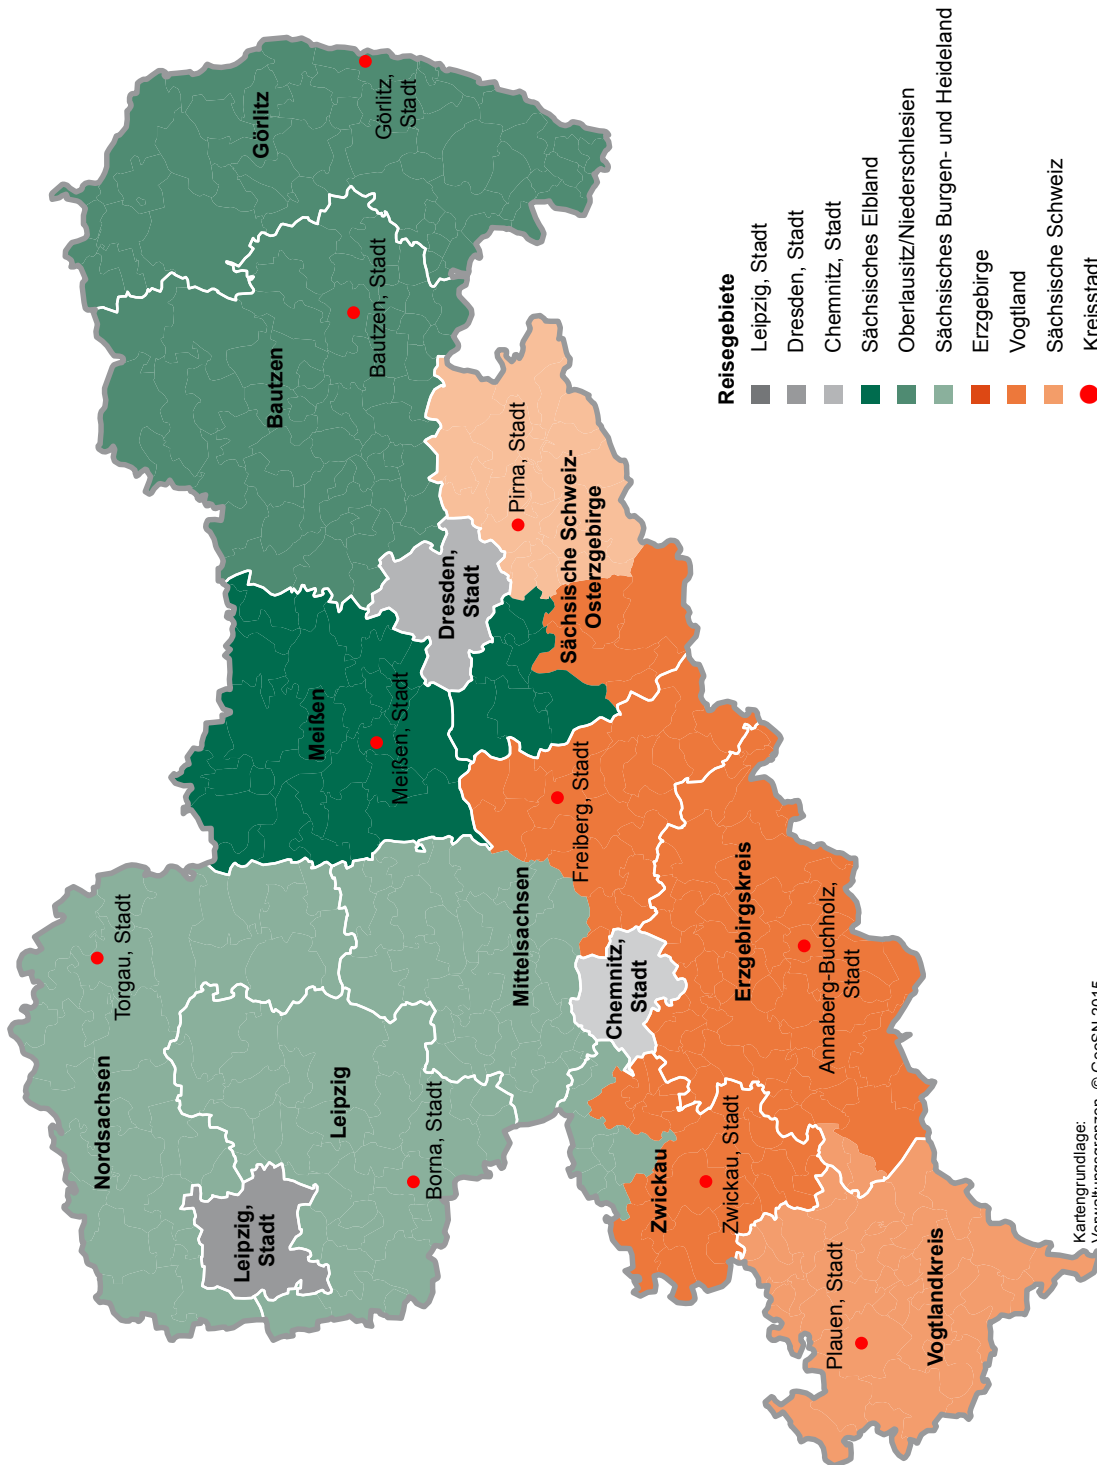 Nordsachsen
Torgau, Stadt
Leipzig,
Stadt
Leipzig
Borna, Stadt
Meißen
Meißen, Stadt
Bautzen
Bautzen, Stadt
Görlitz
Görlitz,
Stadt
Dresden,
Stadt
Pirna, Stadt
Sächsische Schweiz-
Osterzgebirge
Mittelsachsen
Freiberg, Stadt
Chemnitz,
Stadt
Erzgebirgskreis
Annaberg-Buchholz,
Stadt
Zwickau
Zwickau, Stadt
Plauen, Stadt
Vogtlandkreis
Reisegebiete
Leipzig, Stadt
Dresden, Stadt
Chemnitz, Stadt
Sächsisches Elbland
Oberlausitz/Niederschlesien
Sächsisches Burgen- und Heideland
Erzgebirge
Vogtland
Sächsische Schweiz
Kreisstadt
Kartengrundlage:
Verwaltungsgrenzen, © GeoSN 2015